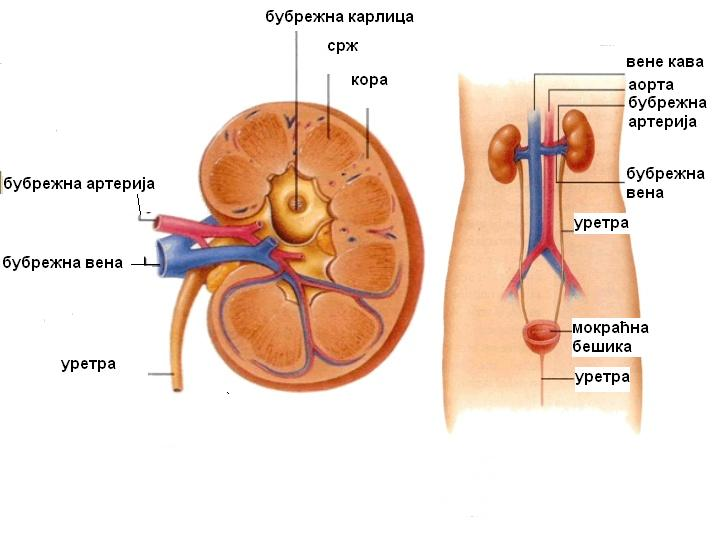 бубрежна карлица
срж
кора
бубрежна артерија
бубрежна вена
уретра
вене кава
аорта
бубрежна
артерија
бубрежна
вена
уретра
мокраћна
бешика
уретра